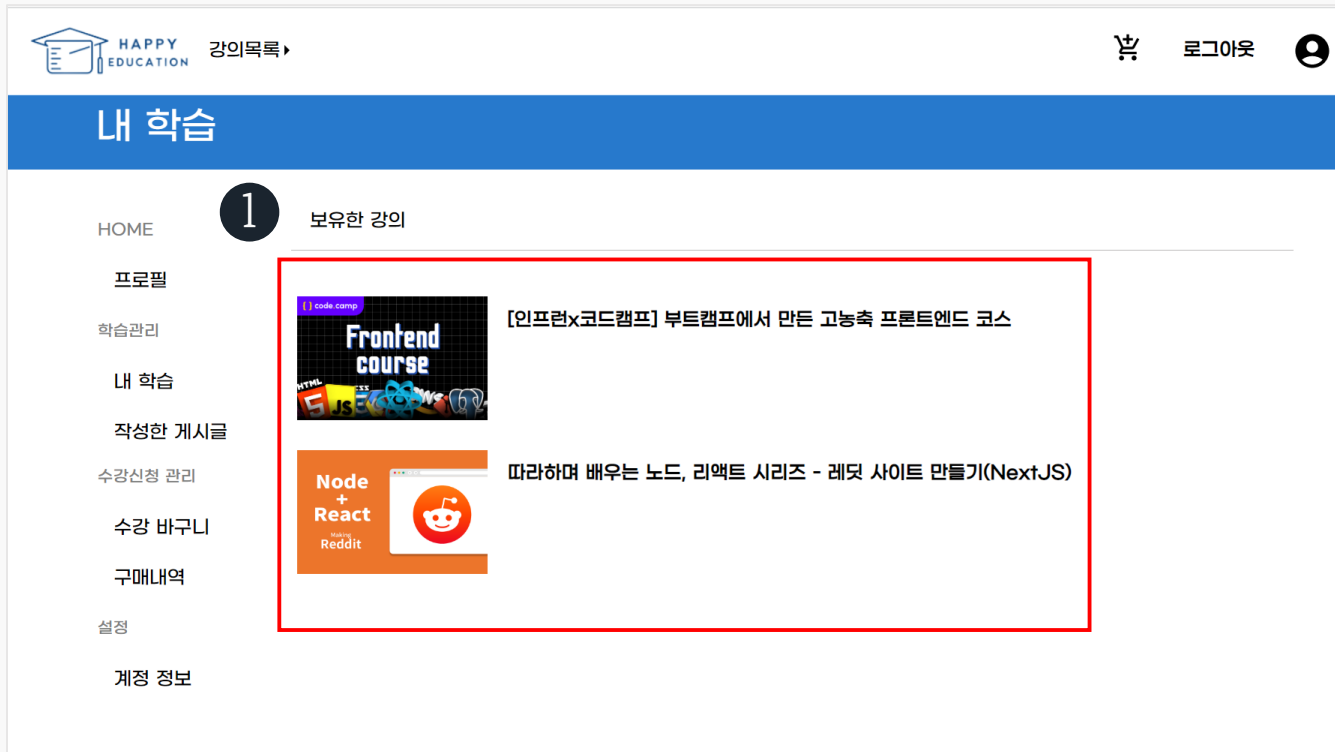 HAPPY
EDUCATION
강의목록
로그아웃
내 학습
1
보유한 강의
HOME
프로필
학습관리
내 학습
작성한 게시글
수강신청 관리
수강 바구니
구매내역
설정
계정 정보
{ } code.camp
Frontend
course
HTML
5
JS
CSS
[인프런x코드캠프] 부트캠프에서 만든 고농축 프론트엔드 코스
Node
+
React
Making
Reddit
따라하며 배우는 노드, 리액트 시리즈 - 레딧 사이트 만들기(NextJS)